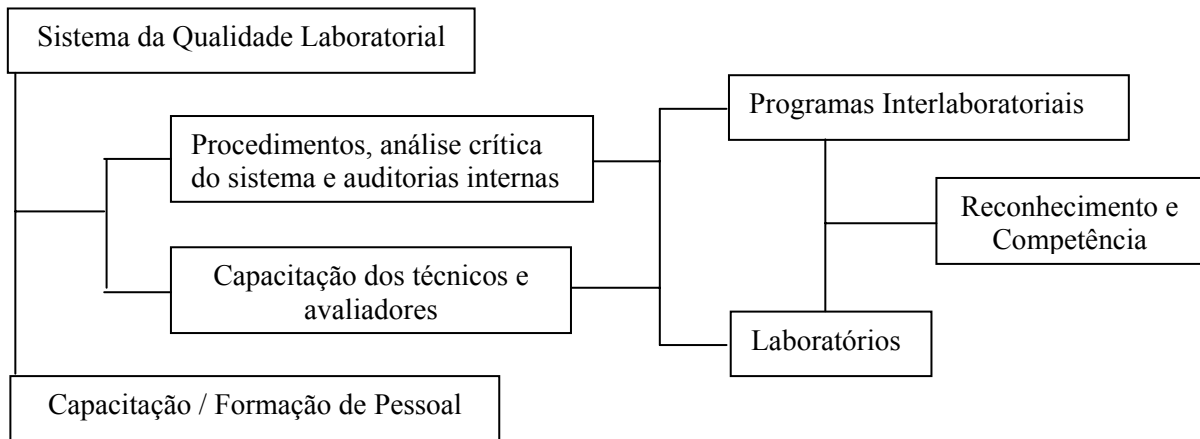 Sistema da Qualidade Laboratorial
Procedimentos, análise crítica
do sistema e auditorias internas
Capacitação dos técnicos e
avaliadores
Capacitação / Formação de Pessoal
Programas Interlaboratoriais
Laboratórios
Reconhecimento e
Competência